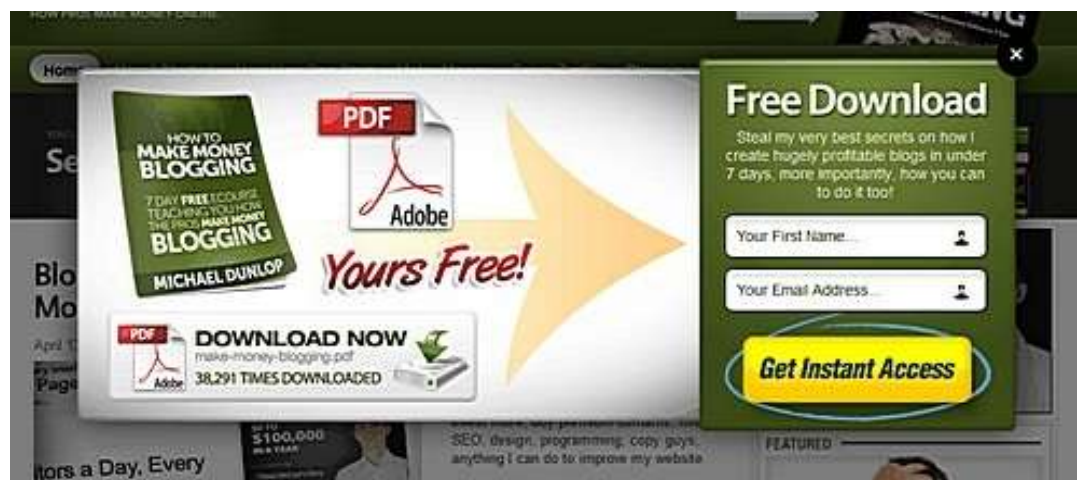 HOW PROS MAKE MONEY ONLINE.
Home
Se
HOW TO
MAKE MONEY
BLOGGING
7 DAY FREE ECOURSE
TEACHING YOU HOW
THE PROS MAKE MONEY
BLOGGING
MICHAEL DUNLOP
PDF
Adobe
Yours Free!
PDF
Adobe
DOWNLOAD NOW
make-money-blogging.pdf
38,291 TIMES DOWNLOADED
Free Download
Steal my very best secrets on how I
create hugely profitable blogs in under
7 days, more importantly, how you can
to do it too!
Your First Name...
Your Email Address...
Get Instant Access
Blo
Mo
April
Page
$100,000
IN A YEAR
tors a Day, Every
SEO, design, programming, copy guys,
anything I can do to improve my website
FEATURED